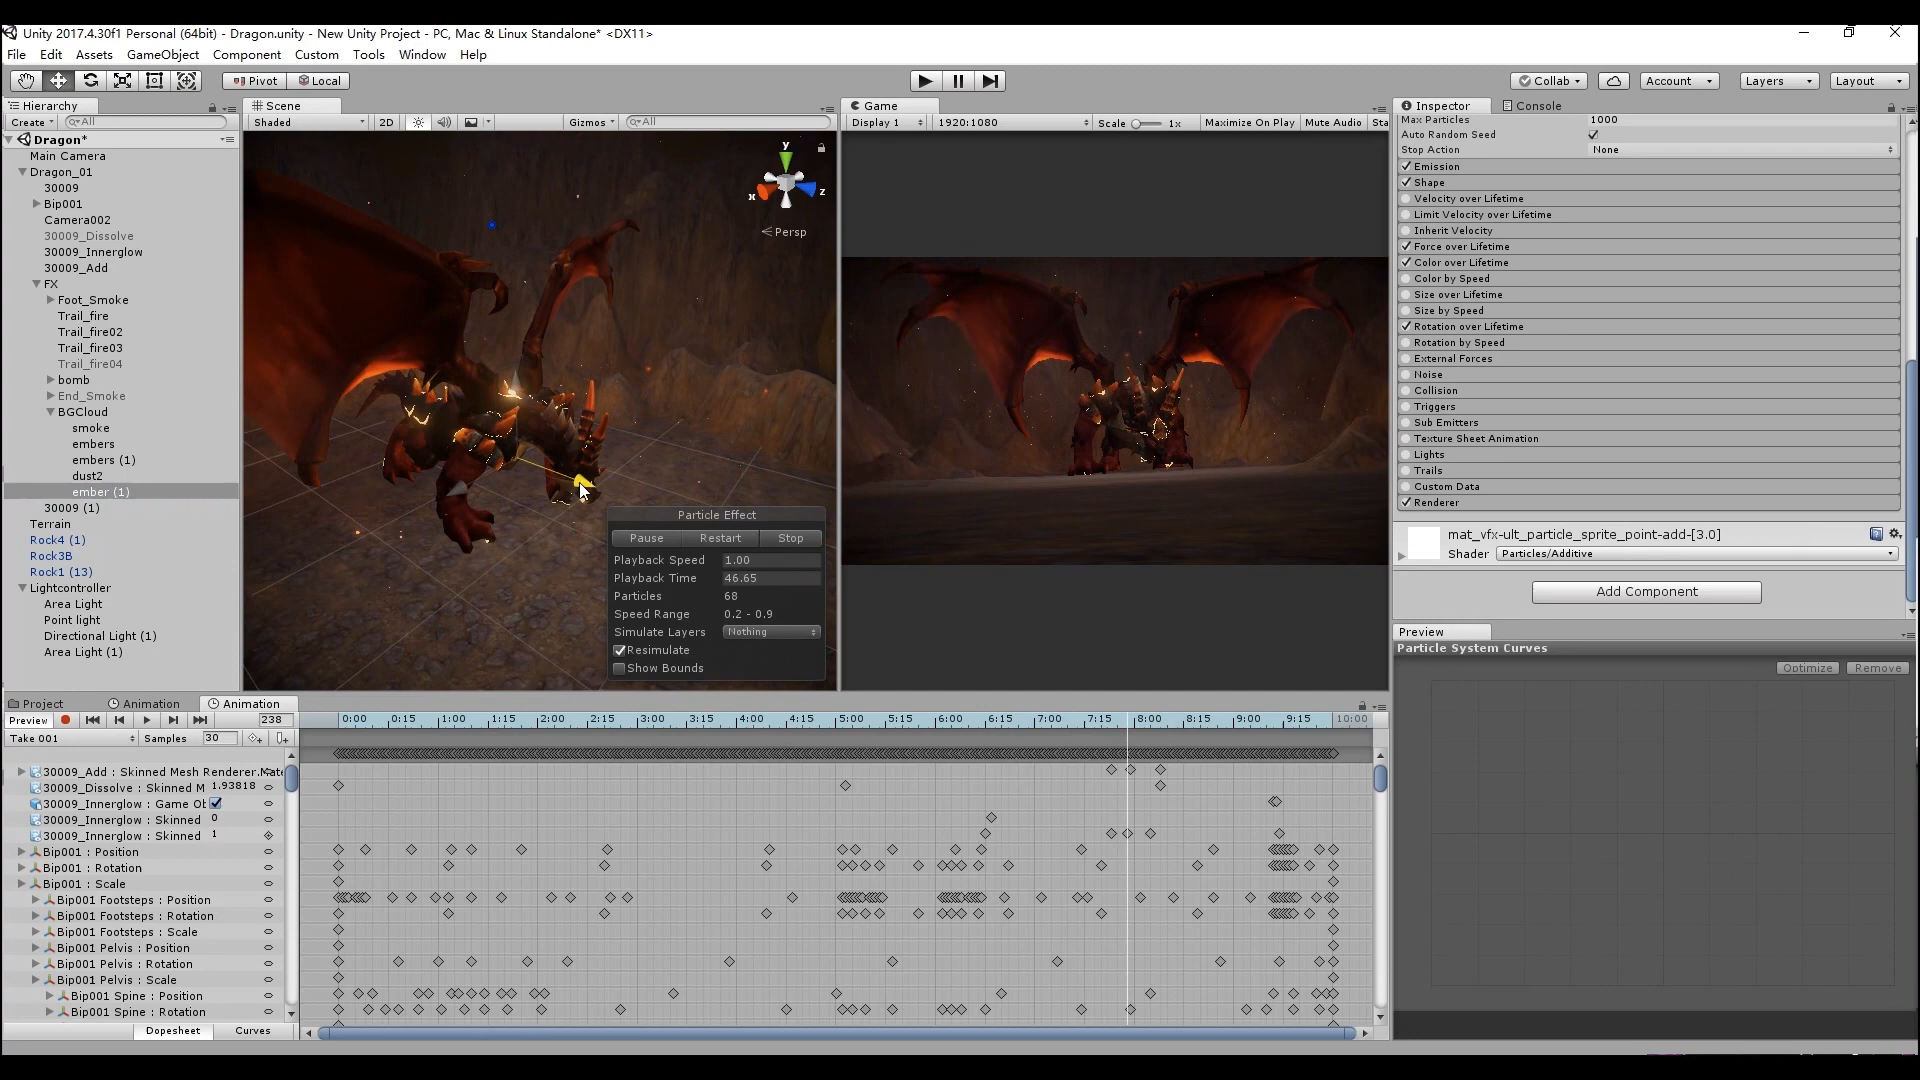 Unity 2017.4.30f1 Personal (64bit) - Dragon.unity - New Unity Project - PC, Mac & Linux Standalone* <DX11>
File Edit Assets GameObject Component Custom Tools Window Help
Pivot Local
Collab Account Layers Layout
Hierarchy
Create All
Dragon*
Main Camera
Dragon_01
30009
Bip001
Camera002
30009_Dissolve
30009_Innerglow
30009_Add
FX
Foot_Smoke
Trail_fire
Trail_fire02
Trail_fire03
Trail_fire04
bomb
End_Smoke
BGCloud
smoke
embers
embers (1)
dust2
ember (1)
30009 (1)
Terrain
Rock4 (1)
Rock3B
Rock1 (13)
Lightcontroller
Area Light
Point light
Directional Light (1)
Area Light (1)
Scene
Shaded 2D Gizmos All
y
x
z
Persp
Particle Effect
Pause Restart Stop
Playback Speed 1.00
Playback Time 46.65
Particles 68
Speed Range 0.2 - 0.9
Simulate Layers Nothing
Resimulate
Show Bounds
Game
Display 1 1920:1080 Scale 1x Maximize On Play Mute Audio Sta
Inspector Console
Max Particles 1000
Auto Random Seed
Stop Action None
Emission
Shape
Velocity over Lifetime
Limit Velocity over Lifetime
Inherit Velocity
Force over Lifetime
Color over Lifetime
Color by Speed
Size over Lifetime
Size by Speed
Rotation over Lifetime
Rotation by Speed
External Forces
Noise
Collision
Triggers
Sub Emitters
Texture Sheet Animation
Lights
Trails
Custom Data
Renderer
mat_vfx-ult_particle_sprite_point-add-[3.0]
Shader Particles/Additive
Add Component
Preview
Particle System Curves
Optimize Remove
Project Animation Animation
Preview 238
0:00 0:15 1:00 1:15 2:00 2:15 3:00 3:15 4:00 4:15 5:00 5:15 6:00 6:15 7:00 7:15 8:00 8:15 9:00 9:15 10:00
Take 001 Samples 30
30009_Add : Skinned Mesh Renderer.Mate
30009_Dissolve : Skinned M 1.93818
30009_Innerglow : Game Ob
30009_Innerglow : Skinned 0
30009_Innerglow : Skinned 1
Bip001 : Position
Bip001 : Rotation
Bip001 : Scale
Bip001 Footsteps : Position
Bip001 Footsteps : Rotation
Bip001 Footsteps : Scale
Bip001 Pelvis : Position
Bip001 Pelvis : Rotation
Bip001 Pelvis : Scale
Bip001 Spine : Position
Bip001 Spine : Rotation
Dopesheet Curves